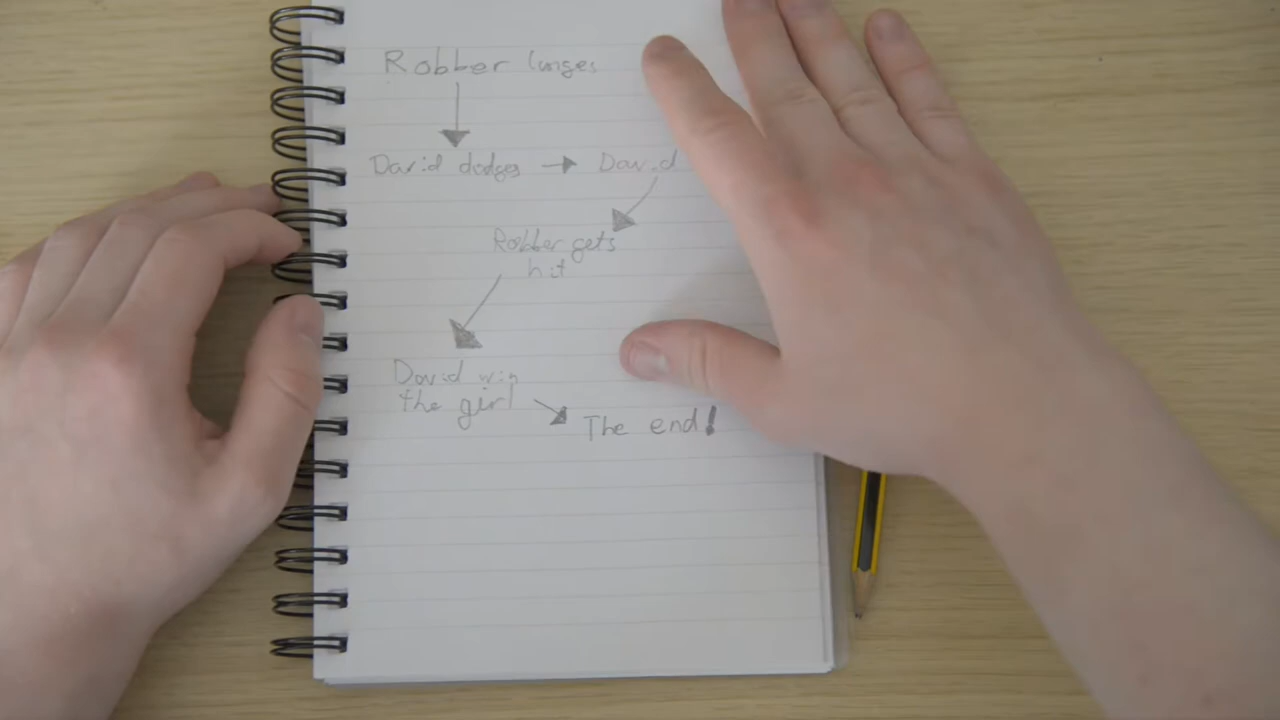 Robber lunges
David dodges → David
Robber gets
hit
David win
the girl
The end!